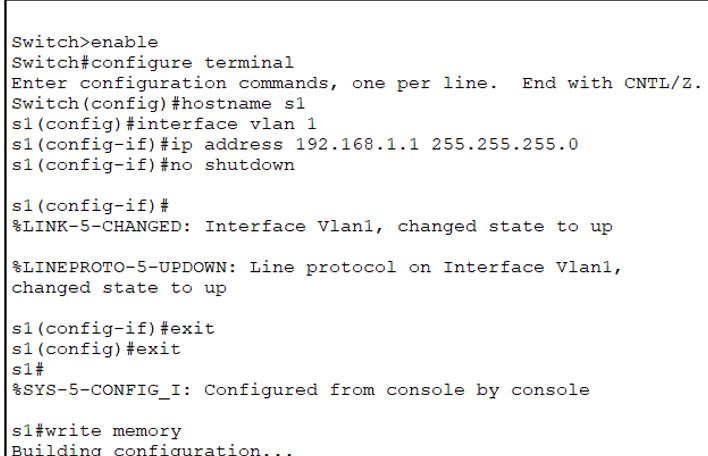 Switch>enable
Switch#configure terminal
Enter configuration commands, one per line.  End with CNTL/Z.
Switch(config)#hostname s1
s1(config)#interface vlan 1
s1(config-if)#ip address 192.168.1.1 255.255.255.0
s1(config-if)#no shutdown
s1(config-if)#
%LINK-5-CHANGED: Interface Vlan1, changed state to up
%LINEPROTO-5-UPDOWN: Line protocol on Interface Vlan1,
changed state to up
s1(config-if)#exit
s1(config)#exit
s1#
%SYS-5-CONFIG_I: Configured from console by console
s1#write memory
Building configuration...